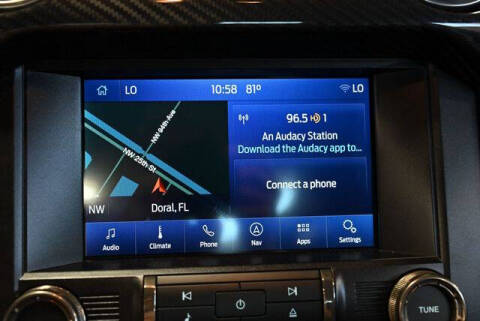 LO 10:58 81° LO
NW 94th Ave
NW 25th St
NW
Doral, FL
96.5 HD 1
An Audacy Station
Download the Audacy app to...
Connect a phone
Audio Climate Phone Nav Apps Settings
TUNE